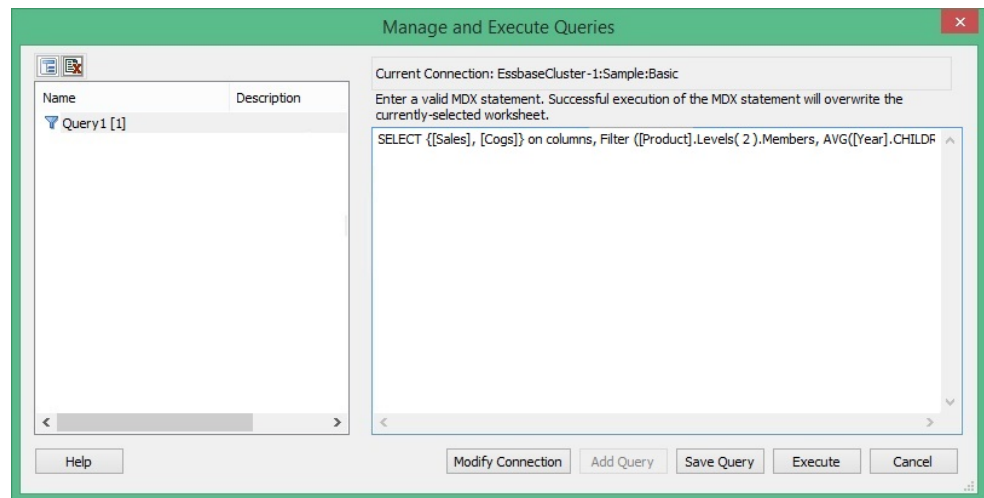 Manage and Execute Queries
Current Connection: EssbaseCluster-1:Sample:Basic
Name Description
Query1 [1]
Enter a valid MDX statement. Successful execution of the MDX statement will overwrite the
currently-selected worksheet.
SELECT {[Sales], [Cogs]} on columns, Filter ([Product].Levels( 2 ).Members, AVG([Year].CHILDR
Help
Modify Connection
Add Query
Save Query
Execute
Cancel